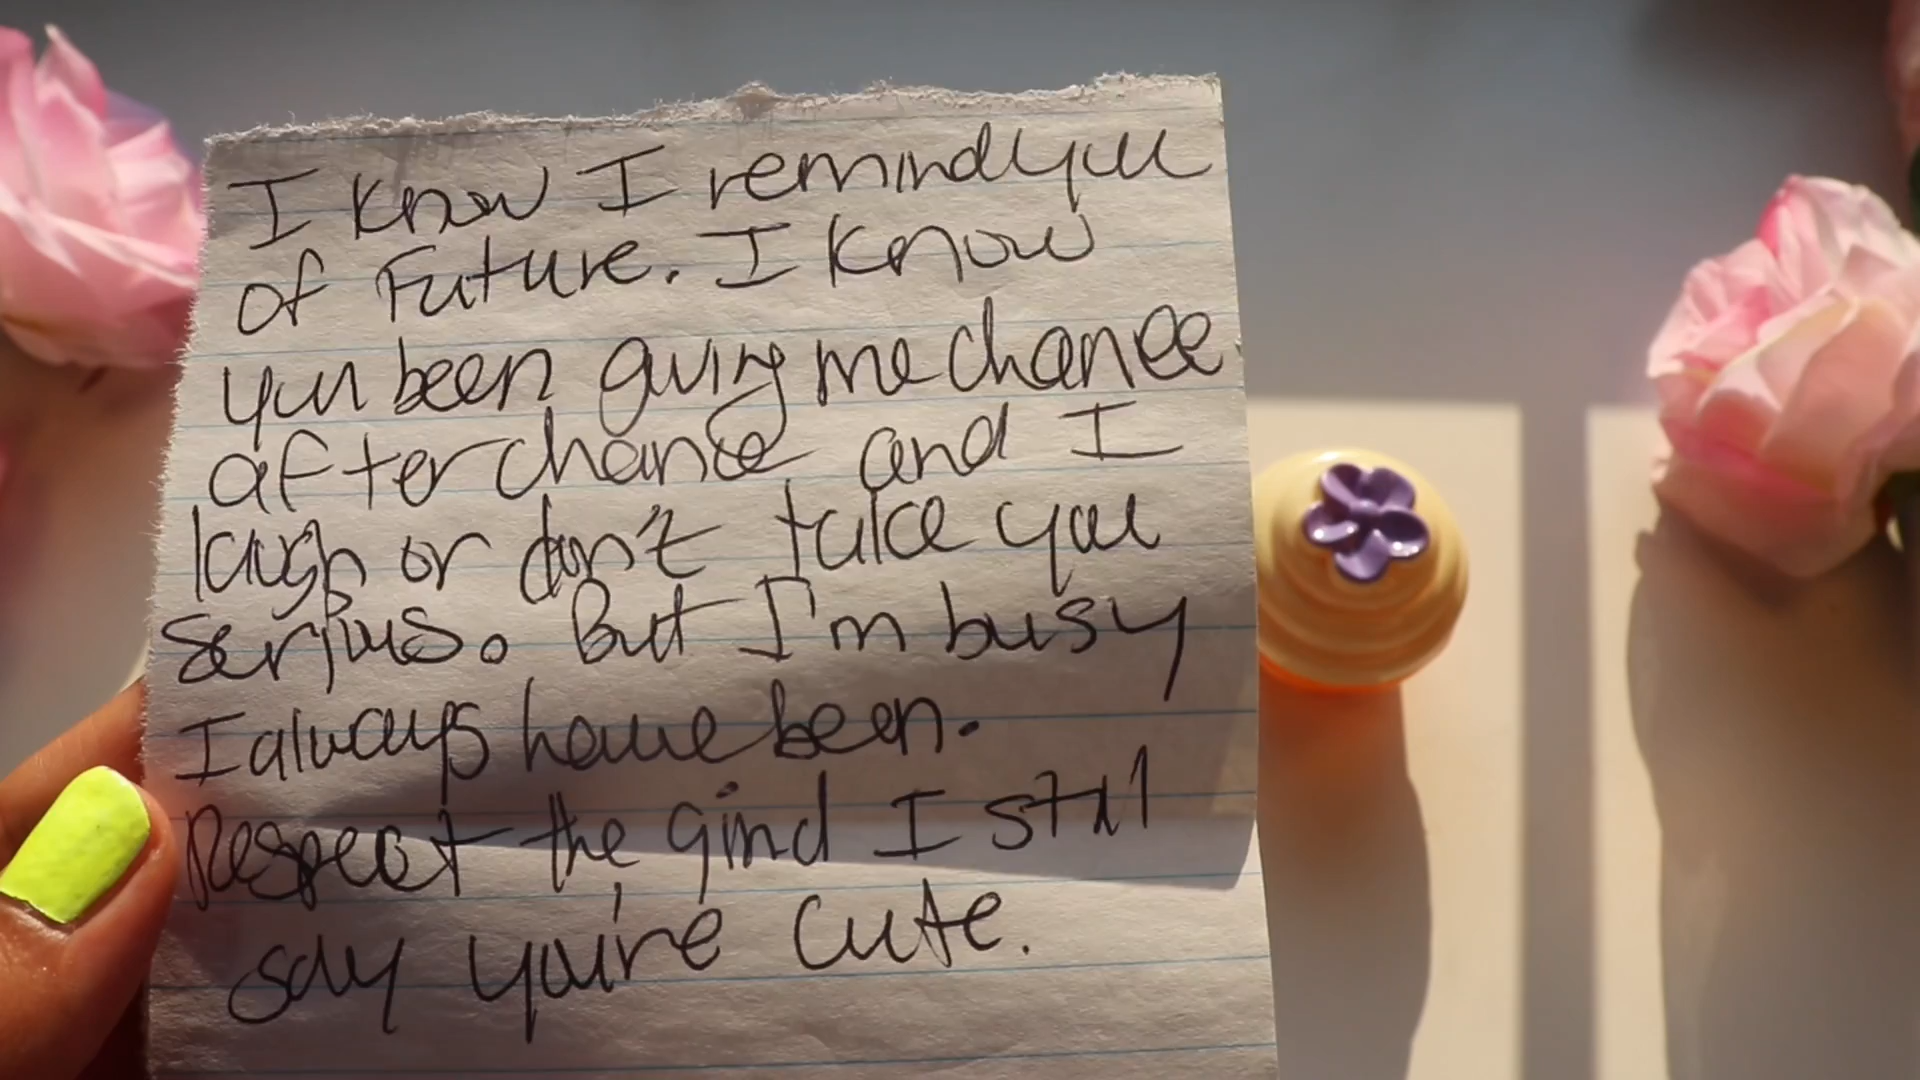 I know I remind you
of Future. I know
you been giving me chance
after chance and I
laugh or don't take you
serious. But I'm busy
I always have been.
Respect the grind I still
say you're cute.